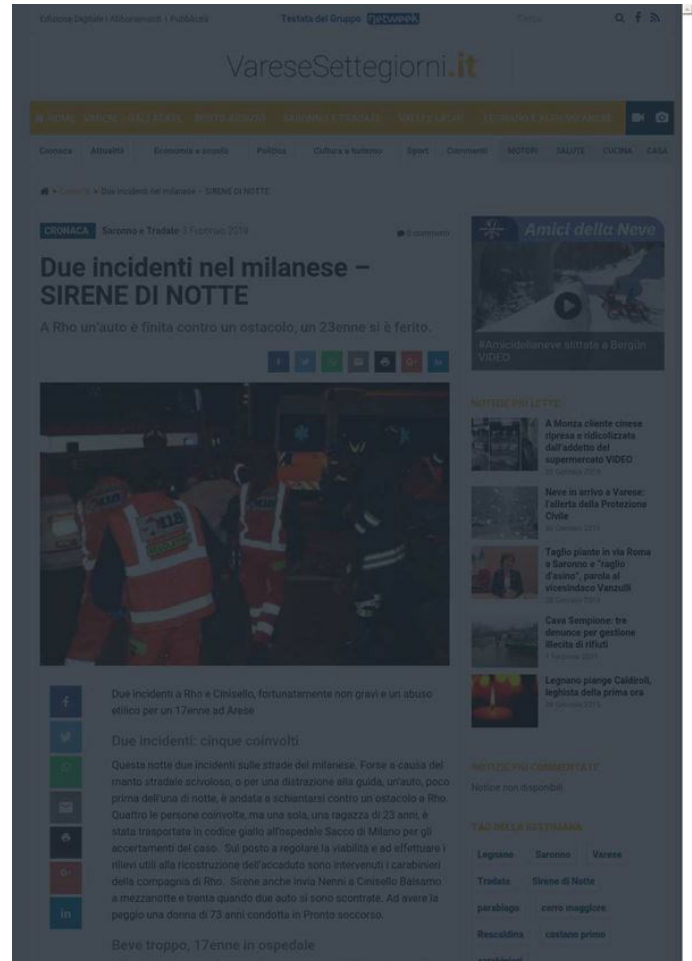 Edizione Digitale | Abbonamenti | Pubblicità
Testata del Gruppo netweek
VareseSettegiorni.it
Cronaca Attualità Economia e scuola Politica Cultura e turismo Sport Commenti MOTORI SALUTE CUCINA CASA
Due incidenti nel milanese – SIRENE DI NOTTE
CRONACA Saronno e Tradate 3 Febbraio 2019
0 commenti
Due incidenti nel milanese –
SIRENE DI NOTTE
A Rho un'auto è finita contro un ostacolo, un 23enne si è ferito.
Due incidenti a Rho e Cinisello, fortunatamente non gravi e un abuso
etilico per un 17enne ad Arese
Due incidenti: cinque coinvolti
Questa notte due incidenti sulle strade del milanese. Forse a causa del
manto stradale scivoloso, o per una distrazione alla guida, un'auto, poco
prima dell'una di notte, è andata a schiantarsi contro un ostacolo a Rho.
Quattro le persone coinvolte, ma una sola, una ragazza di 23 anni, è
stata trasportata in codice giallo all'ospedale Sacco di Milano per gli
accertamenti del caso. Sul posto a regolare la viabilità e ad effettuare i
rilievi utili alla ricostruzione dell'accaduto sono intervenuti i carabinieri
della compagnia di Rho. Sirene anche invia Nenni a Cinisello Balsamo
a mezzanotte e trenta quando due auto si sono scontrate. Ad avere la
peggio una donna di 73 anni condotta in Pronto soccorso.
Beve troppo, 17enne in ospedale
Amici della Neve
#Amicidellaneve slittata a Bergün
VIDEO
NOTIZIE PIÙ LETTE
A Monza cliente cinese
ripresa e ridicolizzata
dall'addetto del
supermercato VIDEO
Neve in arrivo a Varese:
l'allerta della Protezione
Civile
Taglio piante in via Roma
a Saronno e "raglio
d'asino", parola al
vicesindaco Vanzulli
Cava Sempione: tre
denunce per gestione
illecita di rifiuti
Legnano piange Caldiroli,
leghista della prima ora
NOTIZIE PIÙ COMMENTATE
Notizie non disponibili
TAG DELLA SETTIMANA
Legnano Saronno Varese
Tradate Sirene di Notte
parabiago cerro maggiore
Rescaldina castano primo